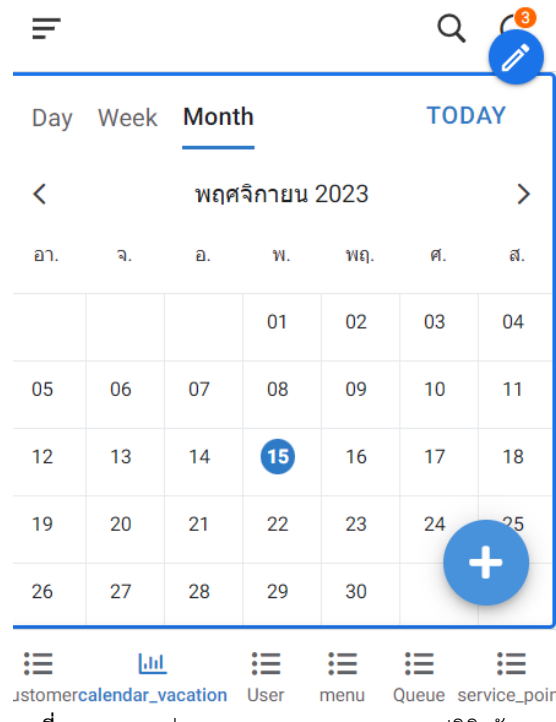 3
Day Week Month TODAY
พฤศจิกายน 2023
อา. จ. อ. พ. พฤ. ศ. ส.
01 02 03 04
05 06 07 08 09 10 11
12 13 14 15 16 17 18
19 20 21 22 23 24 25
26 27 28 29 30
ustomer calendar_vacation User menu Queue service_poin